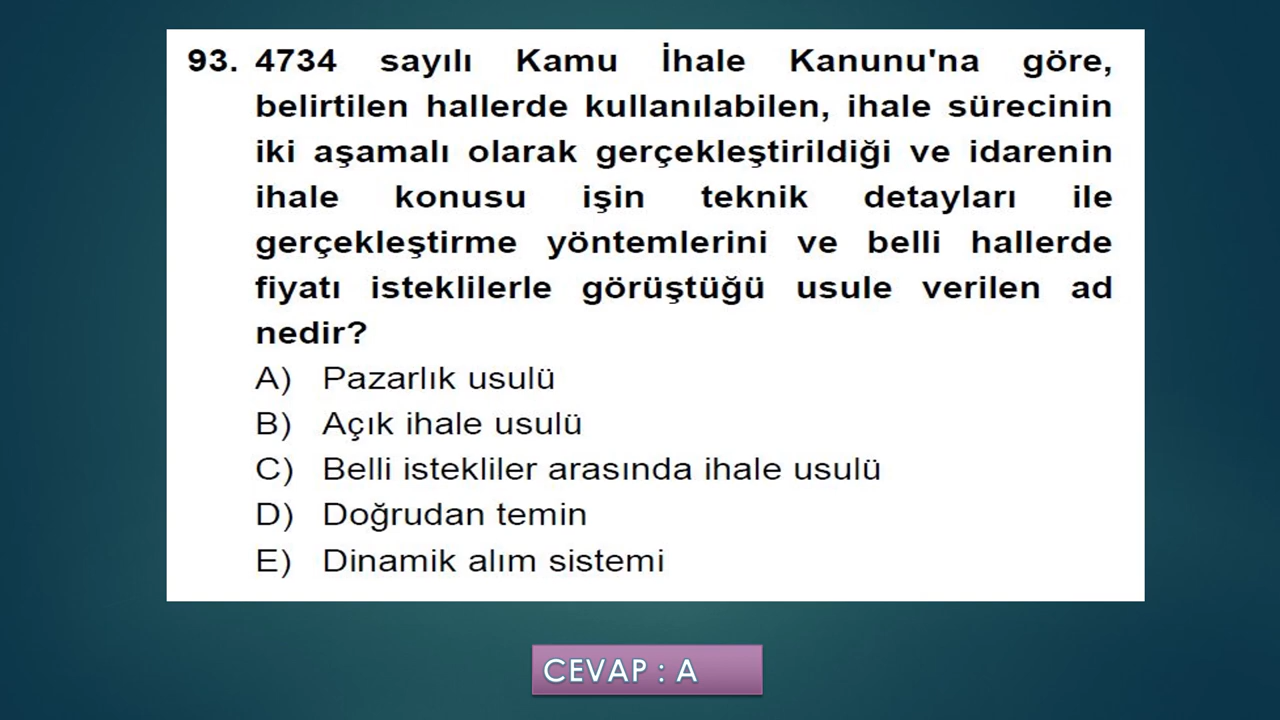 93. 4734 sayılı Kamu İhale Kanunu'na göre,
belirtilen hallerde kullanılabilen, ihale sürecinin
iki aşamalı olarak gerçekleştirildiği ve idarenin
ihale konusu işin teknik detayları ile
gerçekleştirme yöntemlerini ve belli hallerde
fiyatı isteklilerle görüştüğü usule verilen ad
nedir?
A) Pazarlık usulü
B) Açık ihale usulü
C) Belli istekliler arasında ihale usulü
D) Doğrudan temin
E) Dinamik alım sistemi
CEVAP : A